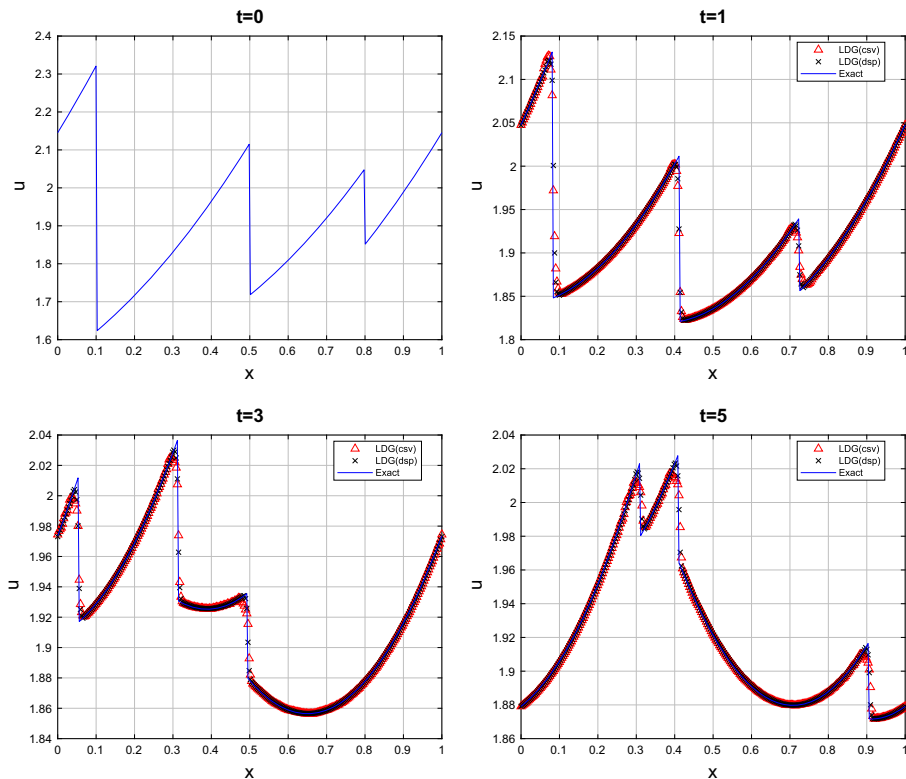 t=0
2.4
2.3
2.2
2.1
2
1.9
1.8
1.7
1.6
u
0 0.1 0.2 0.3 0.4 0.5 0.6 0.7 0.8 0.9 1
x
t=1
2.15
2.1
2.05
2
1.95
1.9
1.85
1.8
u
LDG(csv)
LDG(dsp)
Exact
0 0.1 0.2 0.3 0.4 0.5 0.6 0.7 0.8 0.9 1
x
t=3
2.04
2.02
2
1.98
1.96
1.94
1.92
1.9
1.88
1.86
1.84
u
LDG(csv)
LDG(dsp)
Exact
0 0.1 0.2 0.3 0.4 0.5 0.6 0.7 0.8 0.9 1
x
t=5
2.04
2.02
2
1.98
1.96
1.94
1.92
1.9
1.88
1.86
u
LDG(csv)
LDG(dsp)
Exact
0 0.1 0.2 0.3 0.4 0.5 0.6 0.7 0.8 0.9 1
x